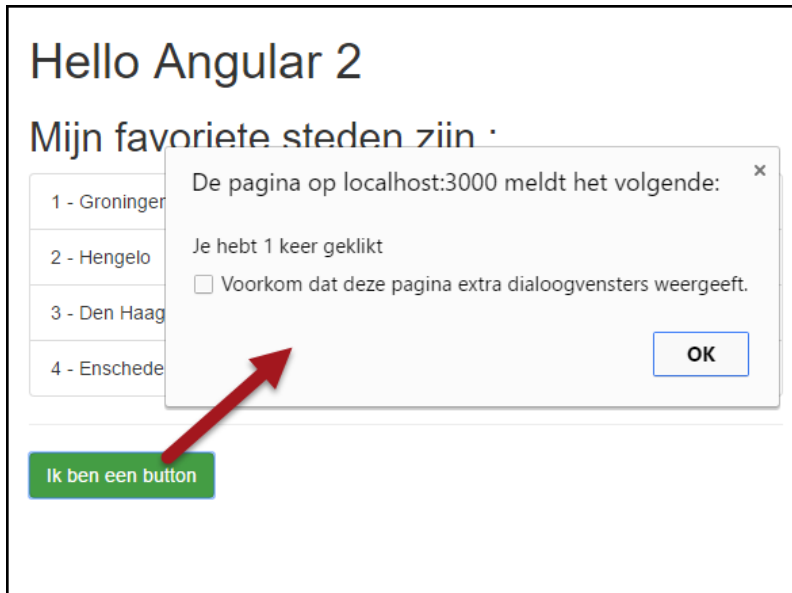 Hello Angular 2
Mijn favoriete steden zijn :
De pagina op localhost:3000 meldt het volgende:
×
Je hebt 1 keer geklikt
Voorkom dat deze pagina extra dialoogvensters weergeeft.
OK
1 - Groningen
2 - Hengelo
3 - Den Haag
4 - Enschede
Ik ben een button